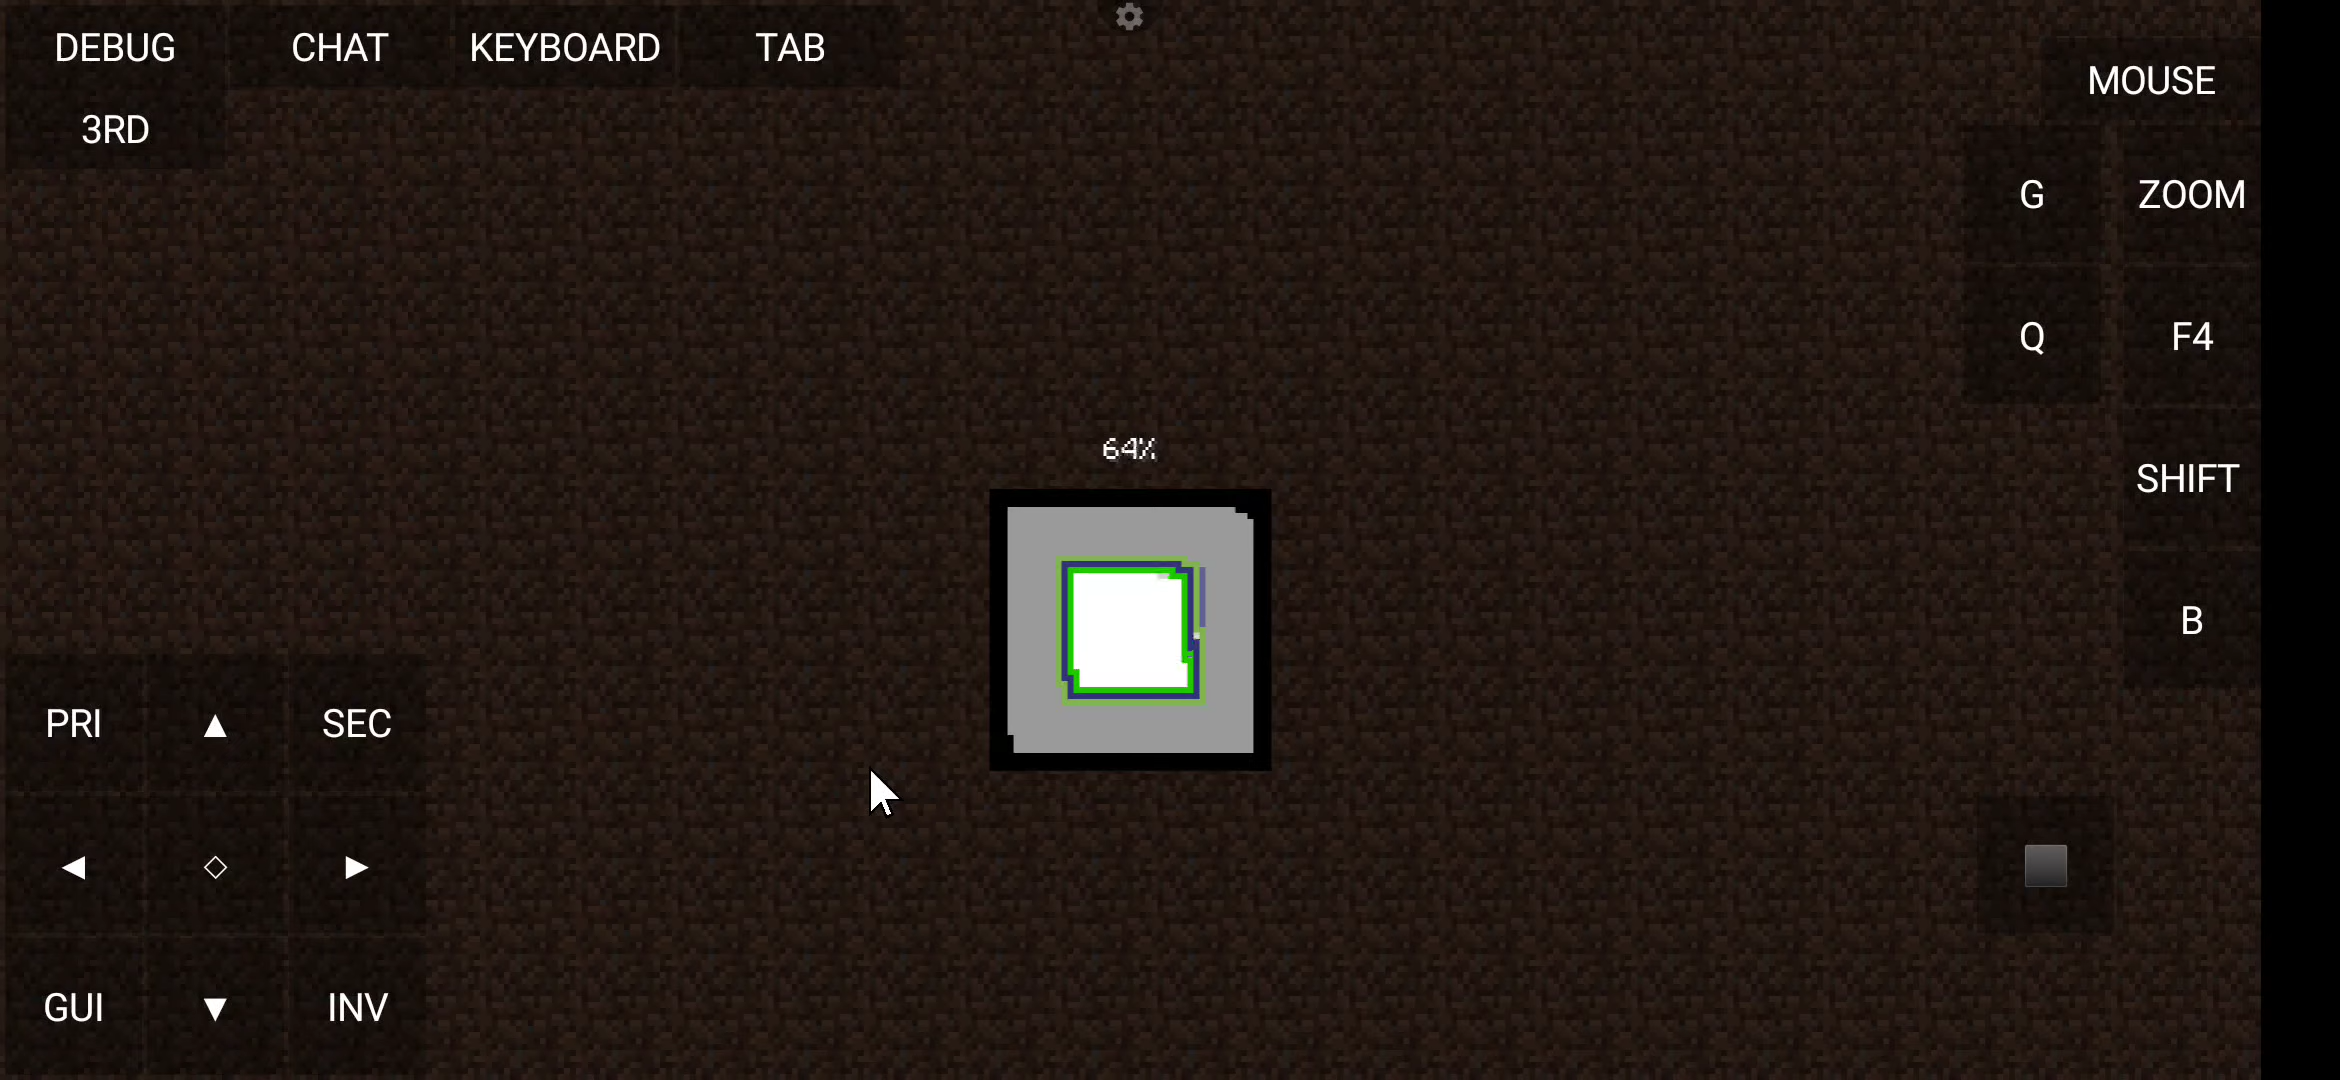 DEBUG CHAT KEYBOARD TAB
MOUSE
3RD
G ZOOM
Q F4
64%
SHIFT
B
PRI ▲ SEC
◀ ◇ ▶
GUI ▼ INV